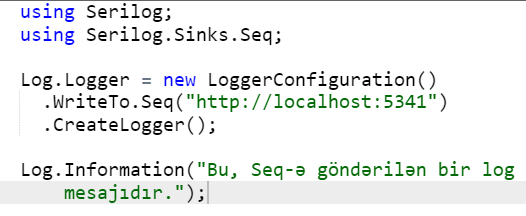 using Serilog;
using Serilog.Sinks.Seq;
Log.Logger = new LoggerConfiguration()
.WriteTo.Seq("http://localhost:5341")
.CreateLogger();
Log.Information("Bu, Seq-ə göndərilən bir log
mesajıdır.");